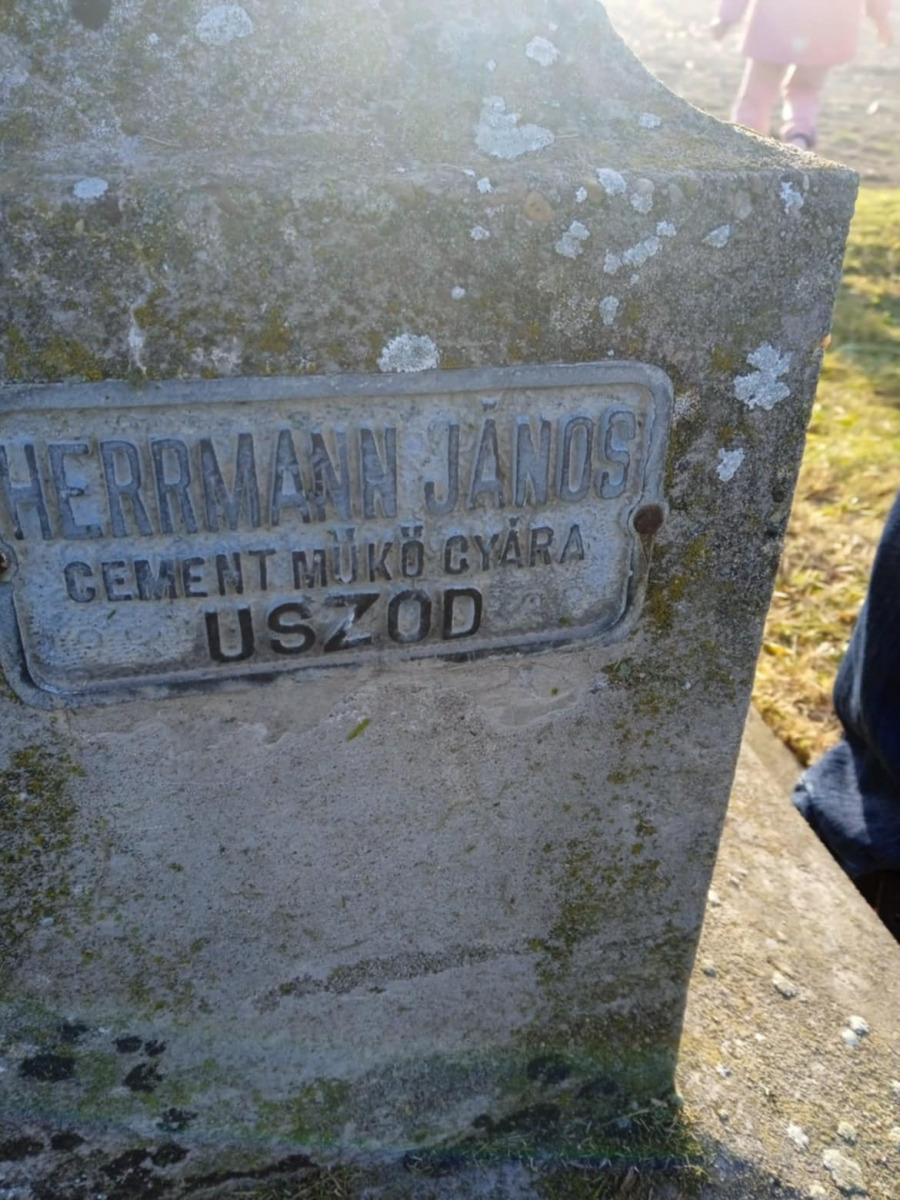 HERRMANN JÁNOS
CEMENT MŰKŐ GYÁRA
USZOD